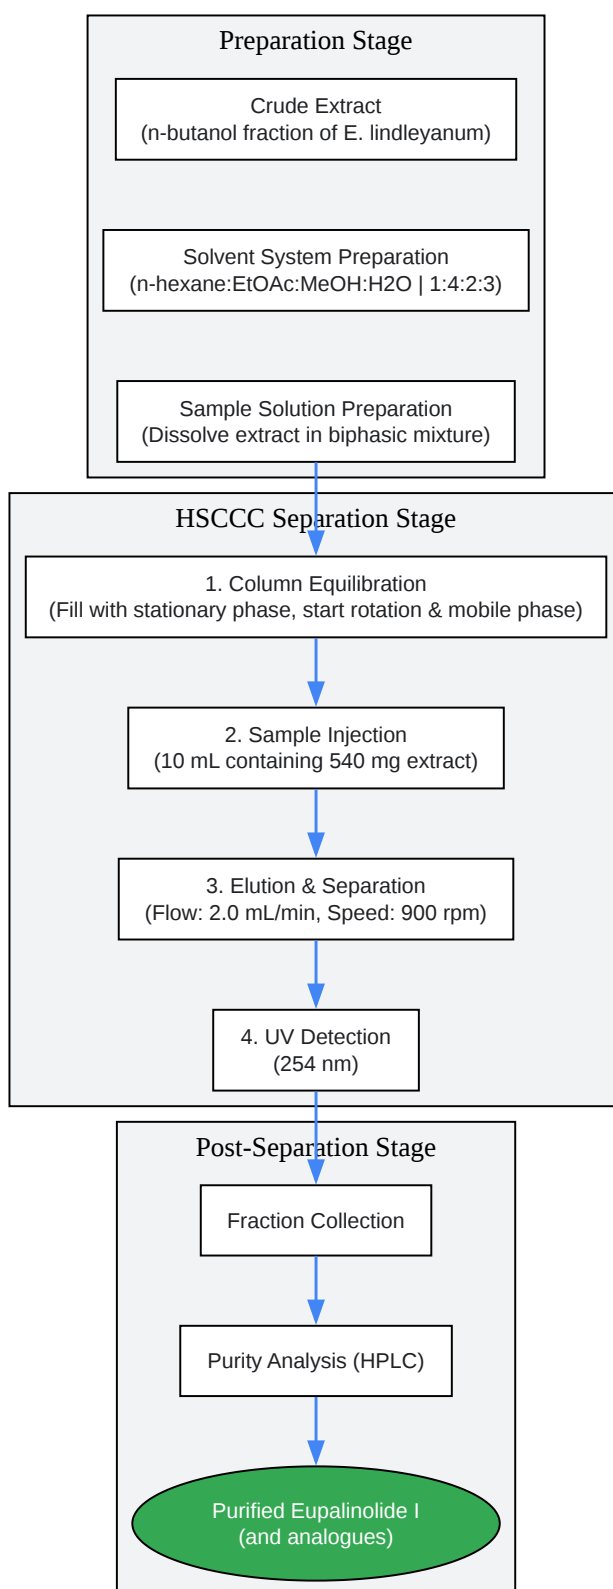 Preparation Stage
Crude Extract
(n-butanol fraction of E. lindleyanum)
Solvent System Preparation
(n-hexane:EtOAc:MeOH:H2O | 1:4:2:3)
Sample Solution Preparation
(Dissolve extract in biphasic mixture)
HSCCC Separation Stage
1. Column Equilibration
(Fill with stationary phase, start rotation & mobile phase)
2. Sample Injection
(10 mL containing 540 mg extract)
3. Elution & Separation
(Flow: 2.0 mL/min, Speed: 900 rpm)
4. UV Detection
(254 nm)
Post-Separation Stage
Fraction Collection
Purity Analysis (HPLC)
Purified Eupalinolide I
(and analogues)